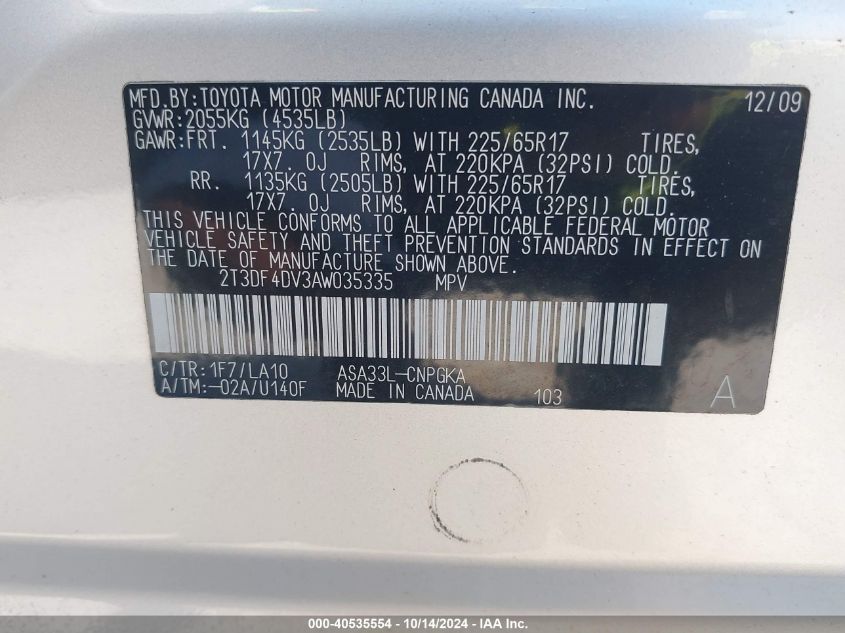 MFD.BY:TOYOTA MOTOR MANUFACTURING CANADA INC. 12/09
GVWR:2055KG (4535LB)
GAWR:FRT. 1145KG (2535LB) WITH 225/65R17 TIRES,
17X7. 0J RIMS, AT 220KPA (32PSI) COLD.
RR. 1135KG (2505LB) WITH 225/65R17 TIRES,
17X7. 0J RIMS, AT 220KPA (32PSI) COLD.
THIS VEHICLE CONFORMS TO ALL APPLICABLE FEDERAL MOTOR
VEHICLE SAFETY AND THEFT PREVENTION STANDARDS IN EFFECT ON
THE DATE OF MANUFACTURE SHOWN ABOVE.
2T3DF4DV3AW035335 MPV
C/TR:1F7/LA10 ASA33L-CNPGKA
A/TM:-02A/U140F MADE IN CANADA 103 A
000-40535554 - 10/14/2024 - IAA Inc.